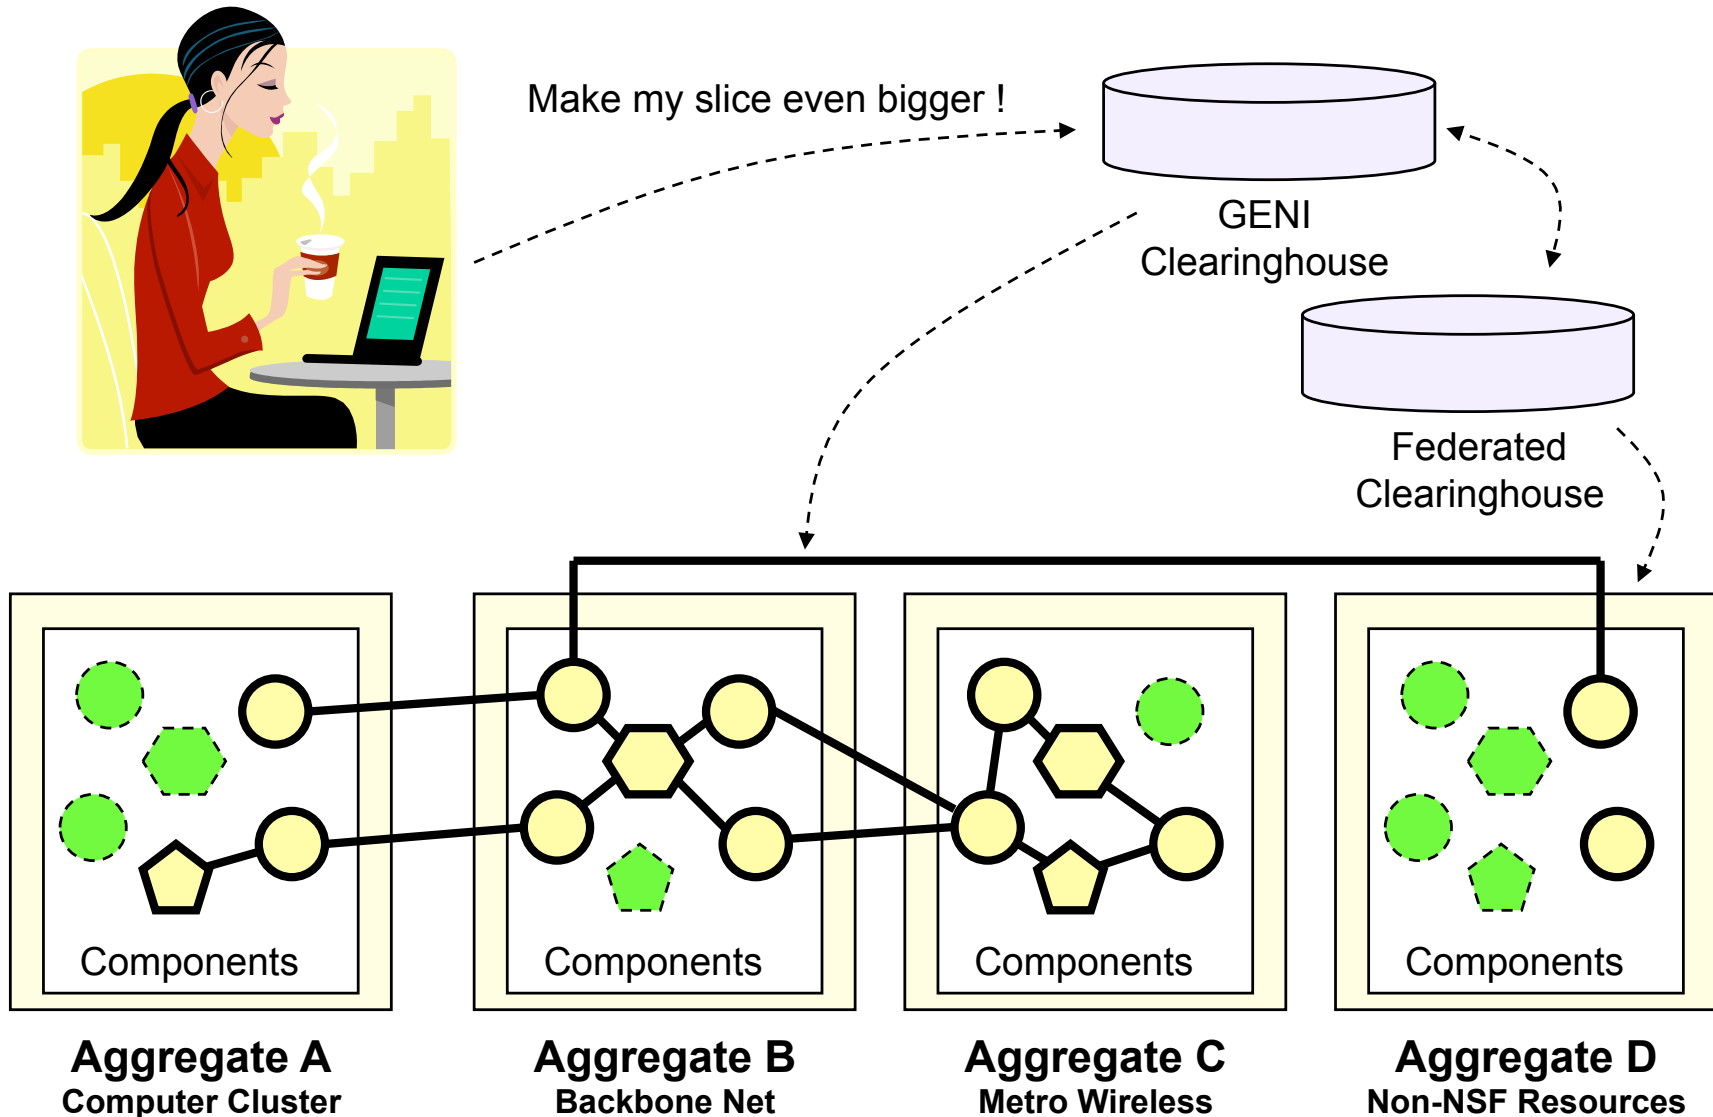 Make my slice even bigger !
GENI
Clearinghouse
Federated
Clearinghouse
Components
Components
Components
Components
Aggregate A
Computer Cluster
Aggregate B
Backbone Net
Aggregate C
Metro Wireless
Aggregate D
Non-NSF Resources